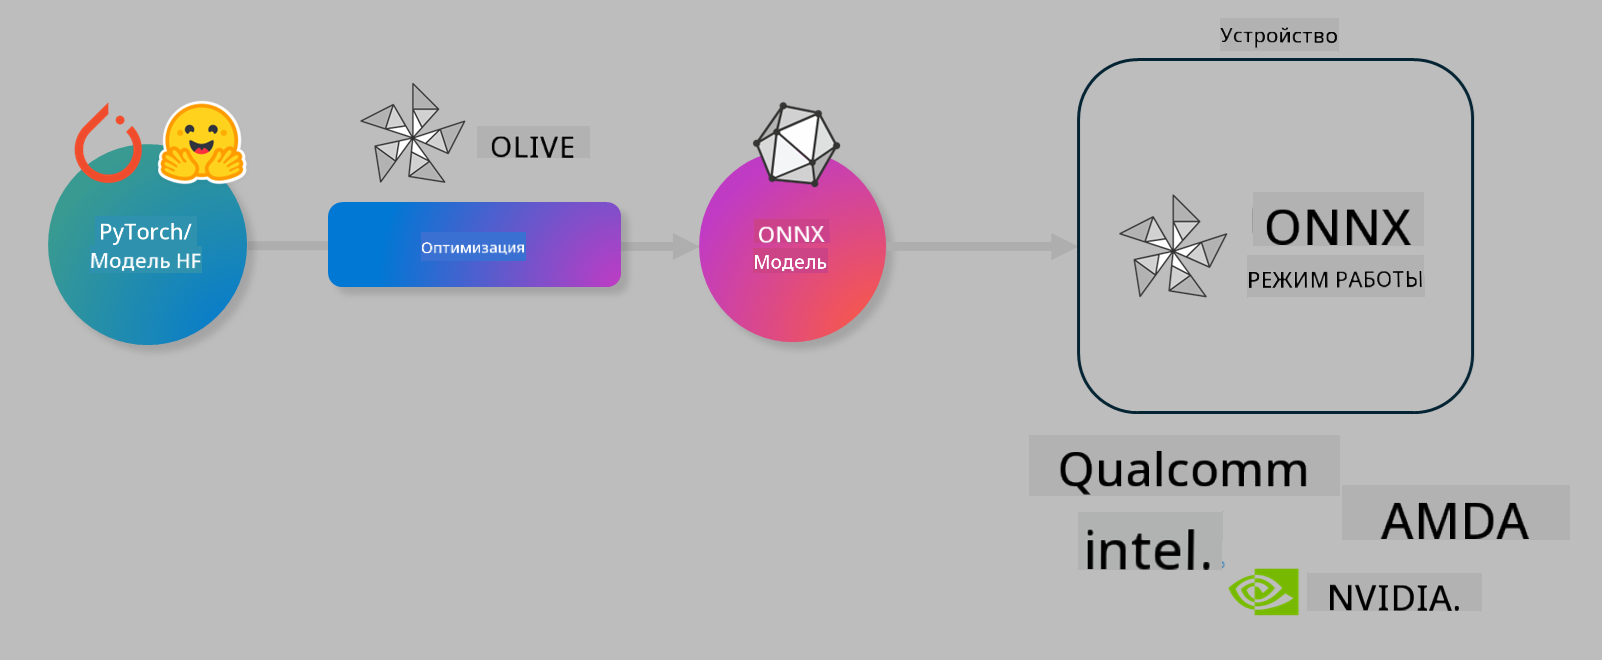 Устройство
OLIVE
PyTorch/
Модель HF
Оптимизация
ONNX
Модель
ONNX
РЕЖИМ РАБОТЫ
Qualcomm
AMDA
intel.
NVIDIA.